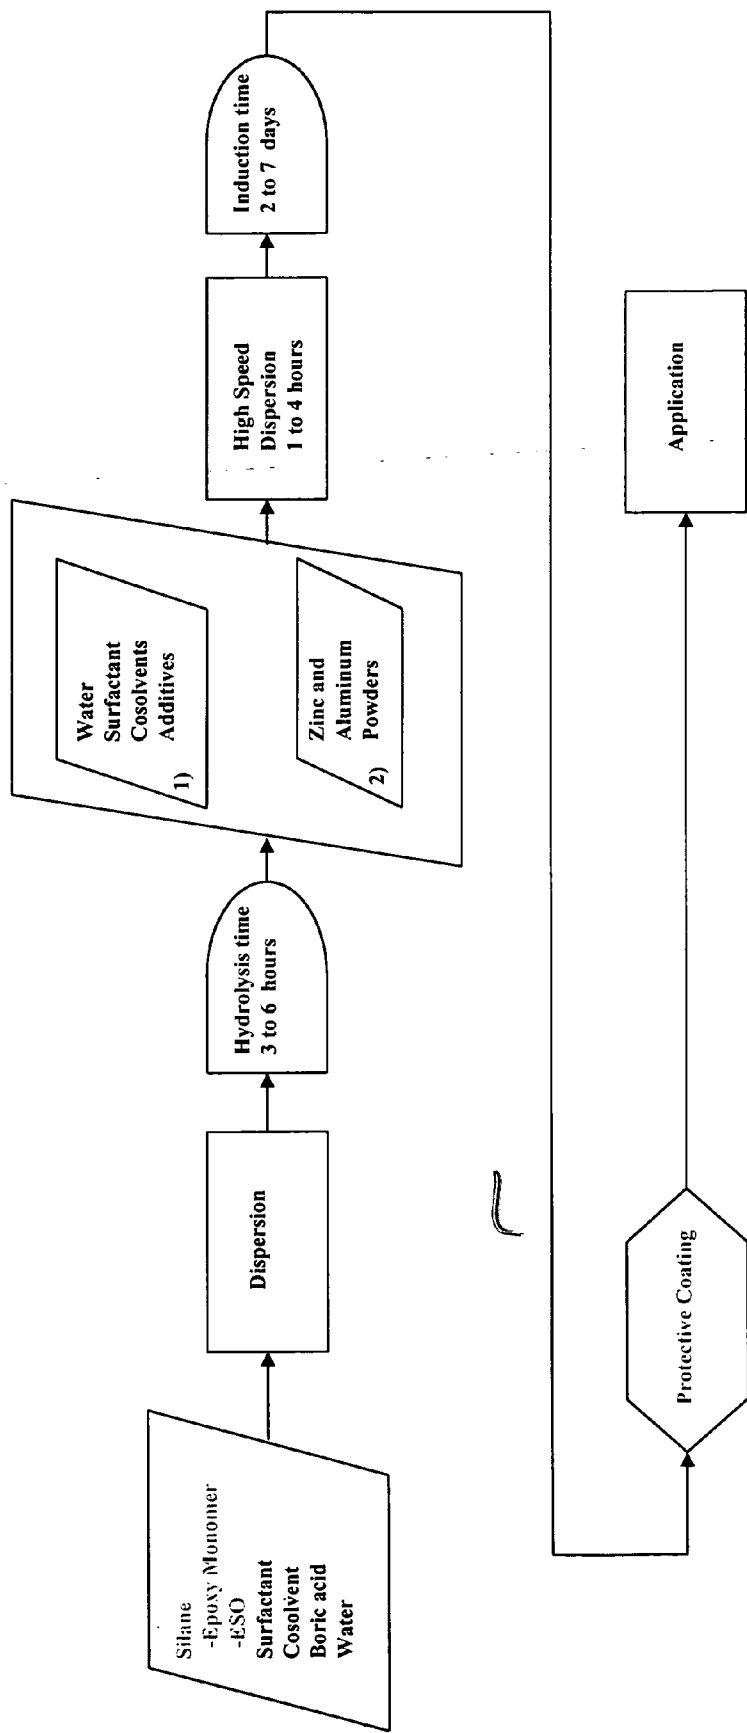 Silane
-Epoxy Monomer
-ESO
Surfactant
Cosolvent
Boric acid
Water
Dispersion
Hydrolysis time
3 to 6 hours
Water
Surfactant
Cosolvents
Additives
1)
Zinc and
Aluminum
Powders
2)
High Speed
Dispersion
1 to 4 hours
Induction time
2 to 7 days
Protective Coating
Application